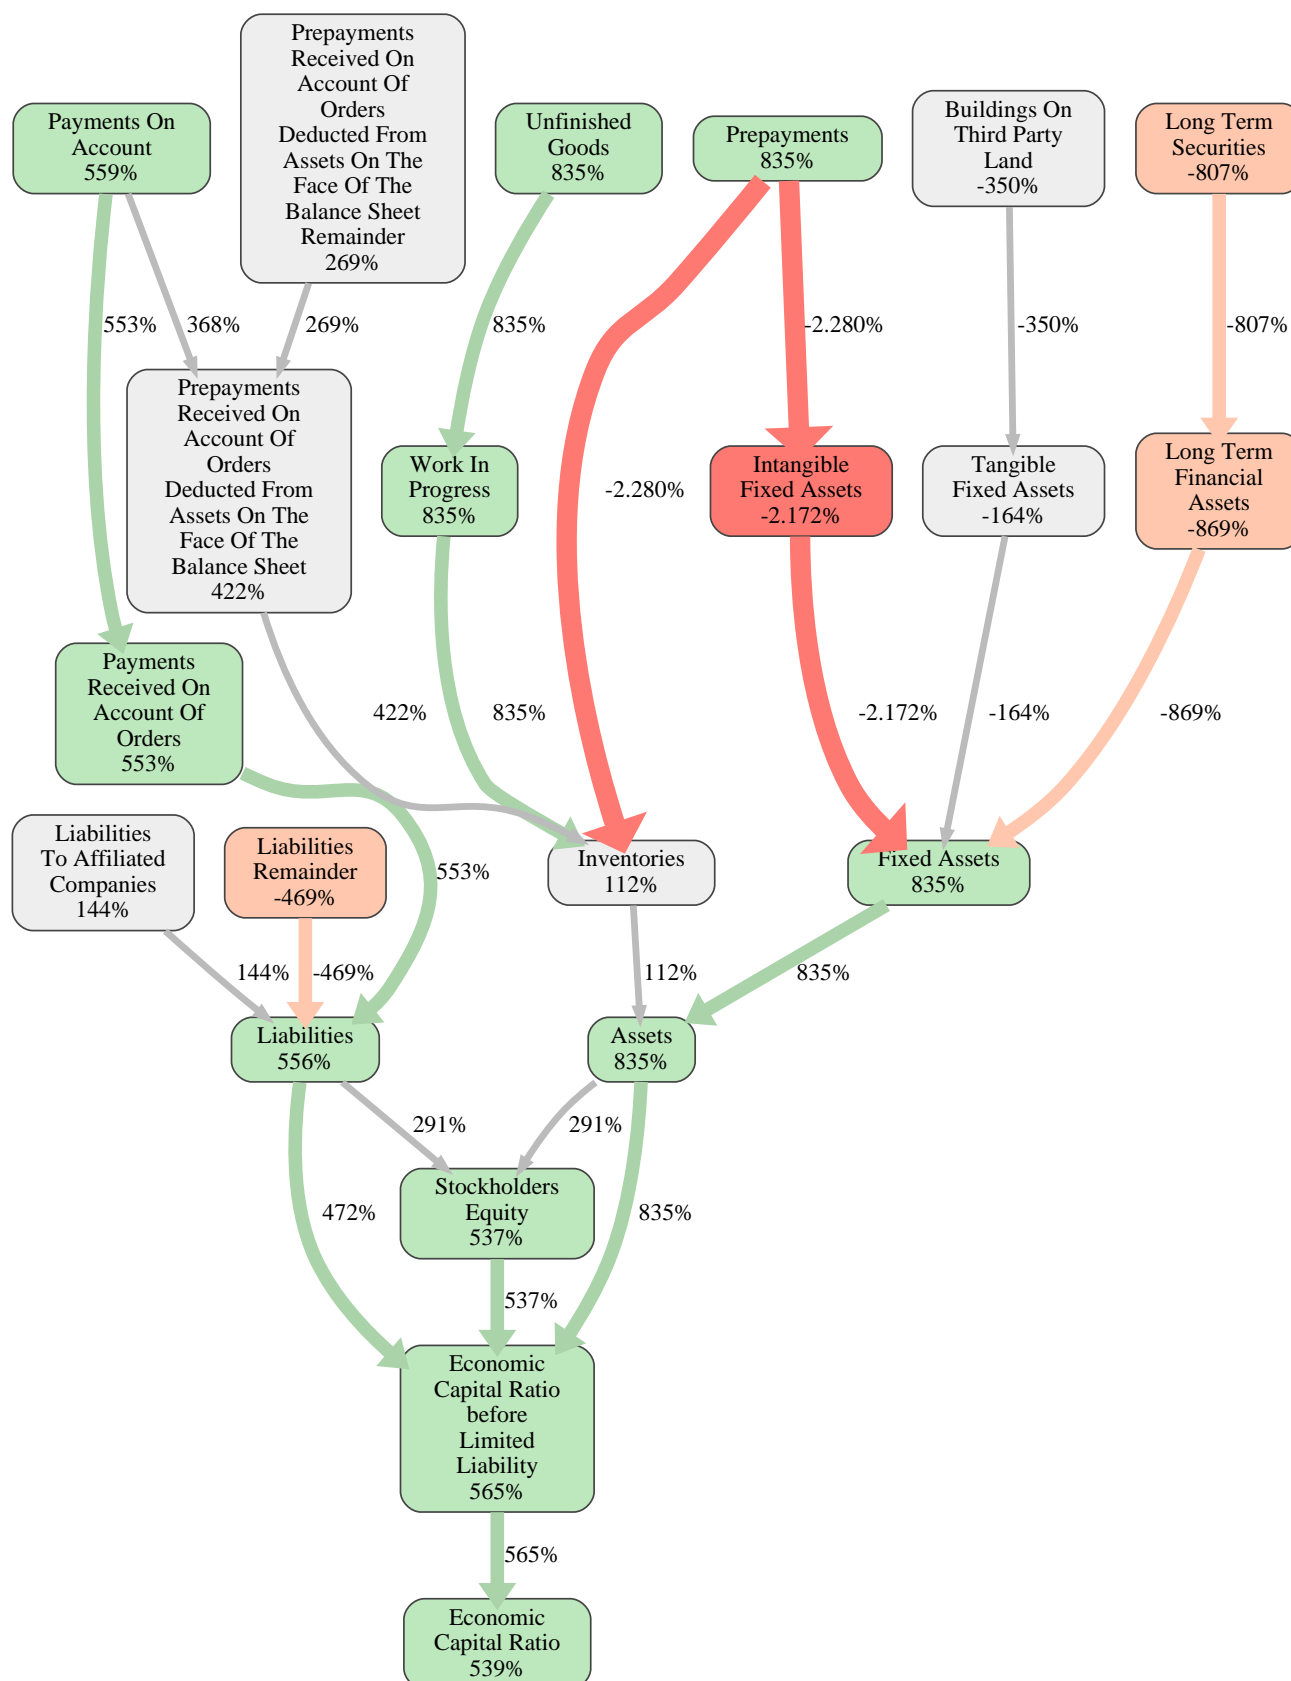 Prepayments
Received On
Account Of
Orders
Deducted From
Assets On The
Face Of The
Balance Sheet
Remainder
269%
Payments On
Account
559%
Unfinished
Goods
835%
Prepayments
835%
Buildings On
Third Party
Land
-350%
Long Term
Securities
-807%
553%
368%
269%
835%
-2.280%
-350%
-807%
Prepayments
Received On
Account Of
Orders
Deducted From
Assets On The
Face Of The
Balance Sheet
422%
Work In
Progress
835%
-2.280%
Intangible
Fixed Assets
-2.172%
Tangible
Fixed Assets
-164%
Long Term
Financial
Assets
-869%
Payments
Received On
Account Of
Orders
553%
422%
835%
-2.172%
-164%
-869%
Liabilities
To Affiliated
Companies
144%
Liabilities
Remainder
-469%
553%
Inventories
112%
Fixed Assets
835%
144%
-469%
112%
835%
Liabilities
556%
Assets
835%
291%
291%
472%
Stockholders
Equity
537%
835%
537%
Economic
Capital Ratio
before
Limited
Liability
565%
565%
Economic
Capital Ratio
539%